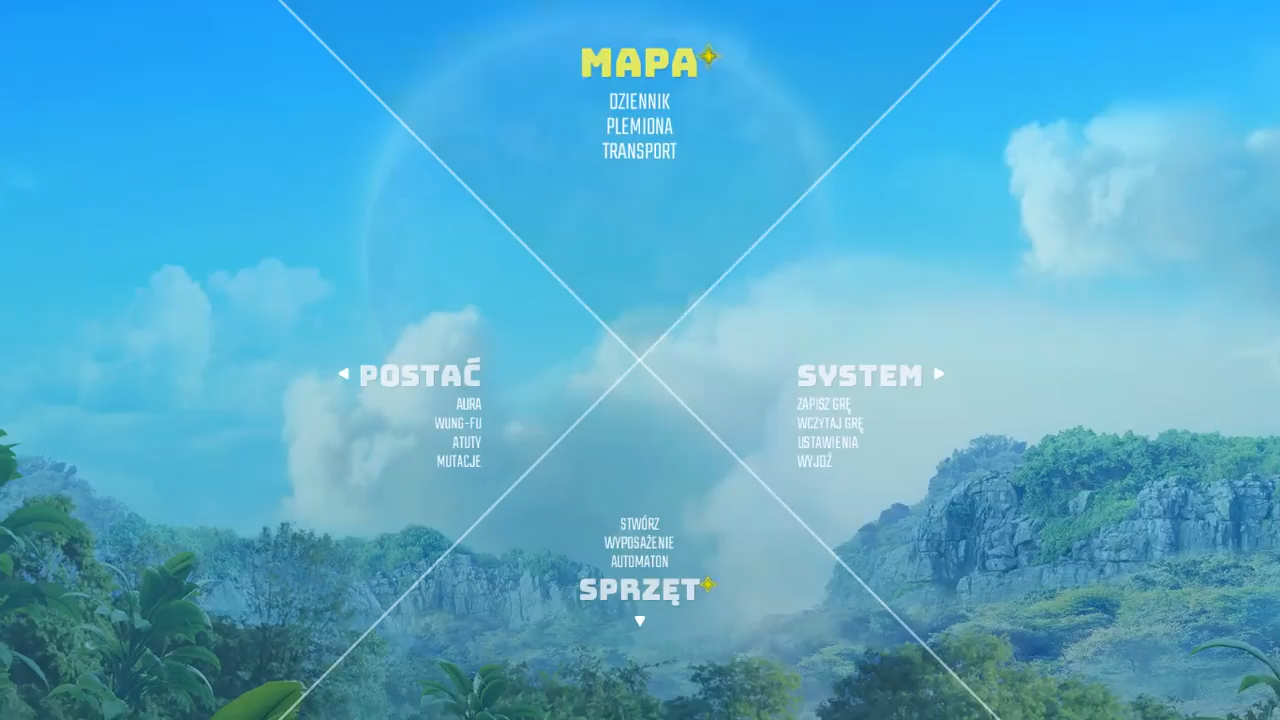 MAPA
DZIENNIK
PLEMIONA
TRANSPORT
POSTAĆ
AURA
WUNG-FU
ATUTY
MUTACJE
SYSTEM
ZAPISZ GRĘ
WCZYTAJ GRĘ
USTAWIENIA
WYJDŹ
STWÓRZ
WYPOSAŻENIE
AUTOMATON
SPRZĘT